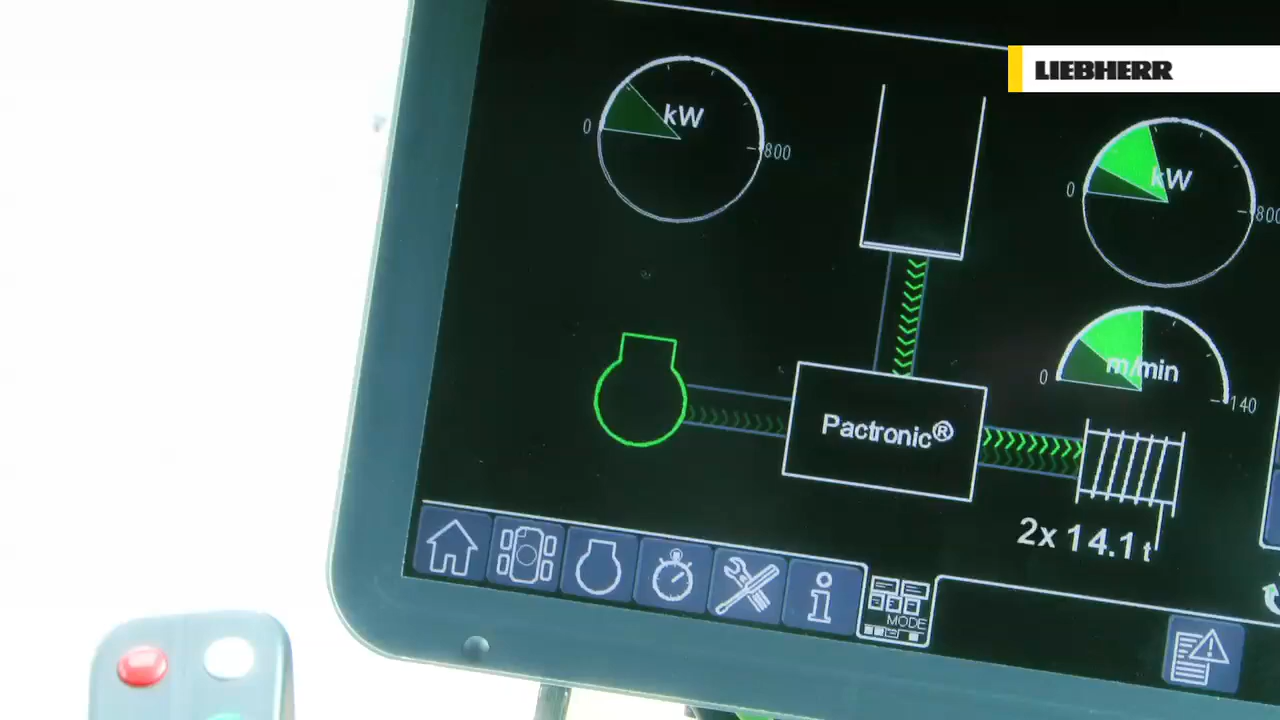 LIEBHERR
kW
0
800
kW
0
800
m/min
0
140
Pactronic®
2x 14.1 t
MODE